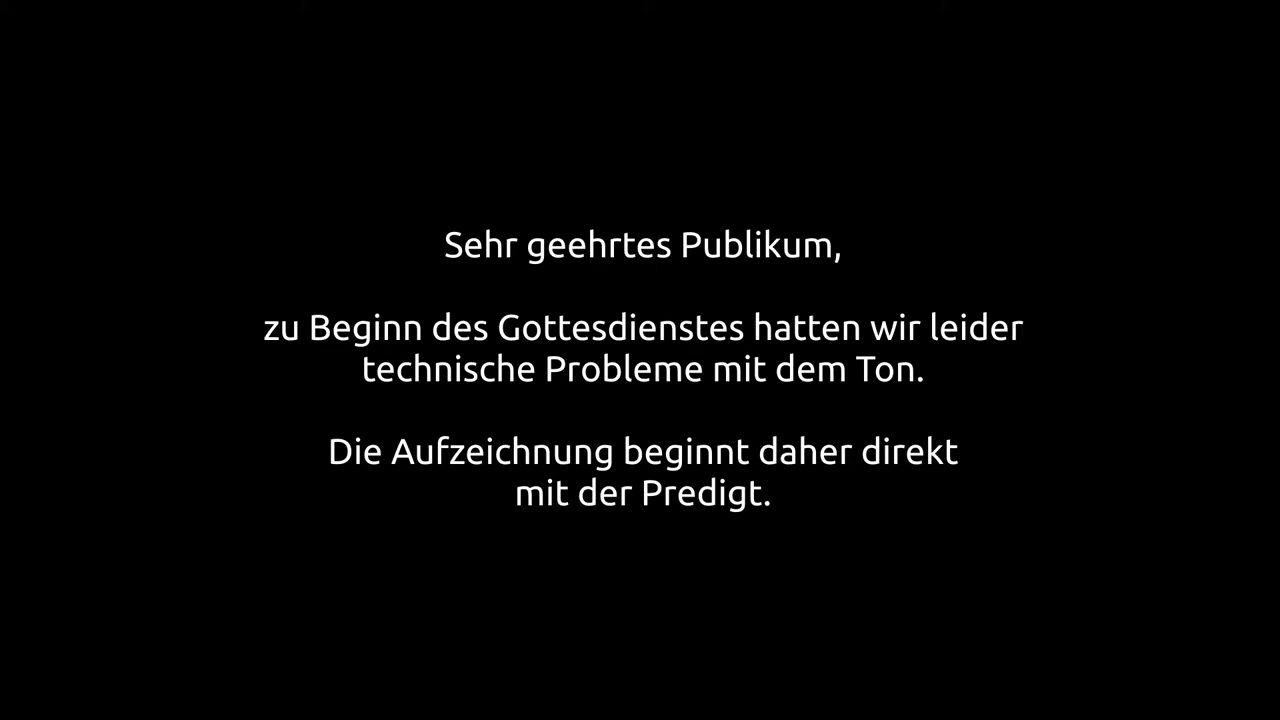 Sehr geehrtes Publikum,
zu Beginn des Gottesdienstes hatten wir leider
technische Probleme mit dem Ton.
Die Aufzeichnung beginnt daher direkt
mit der Predigt.